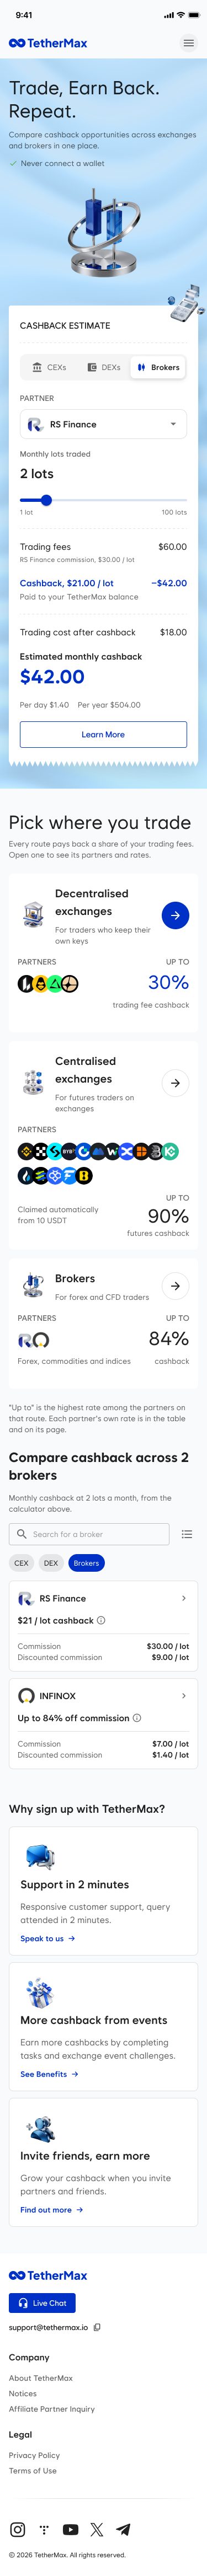 9:41
TetherMax
Trade, Earn Back.
Repeat.
Compare cashback opportunities across exchanges
and brokers in one place.
Never connect a wallet
CASHBACK ESTIMATE
CEXs
DEXs
Brokers
PARTNER
RS Finance
Monthly lots traded
2 lots
1 lot
100 lots
Trading fees
$60.00
RS Finance commission, $30.00 / lot
Cashback, $21.00 / lot
−$42.00
Paid to your TetherMax balance
Trading cost after cashback
$18.00
Estimated monthly cashback
$42.00
Per day $1.40
Per year $504.00
Learn More
Pick where you trade
Every route pays back a share of your trading fees.
Open one to see its partners and rates.
Decentralised
exchanges
For traders who keep their
own keys
PARTNERS
UP TO
30%
trading fee cashback
Centralised
exchanges
For futures traders on
exchanges
PARTNERS
UP TO
Claimed automatically
from 10 USDT
90%
futures cashback
Brokers
For forex and CFD traders
PARTNERS
UP TO
84%
Forex, commodities and indices
cashback
"Up to" is the highest rate among the partners on
that route. Each partner's own rate is in the table
and on its page.
Compare cashback across 2
brokers
Monthly cashback at 2 lots a month, from the
calculator above.
Search for a broker
CEX
DEX
Brokers
RS Finance
$21 / lot cashback
Commission
$30.00 / lot
Discounted commission
$9.00 / lot
INFINOX
Up to 84% off commission
Commission
$7.00 / lot
Discounted commission
$1.40 / lot
Why sign up with TetherMax?
Support in 2 minutes
Responsive customer support, query
attended in 2 minutes.
Speak to us
More cashback from events
Earn more cashbacks by completing
tasks and exchange event challenges.
See Benefits
Invite friends, earn more
Grow your cashback when you invite
partners and friends.
Find out more
TetherMax
Live Chat
support@tethermax.io
Company
About TetherMax
Notices
Affiliate Partner Inquiry
Legal
Privacy Policy
Terms of Use
© 2026 TetherMax. All rights reserved.